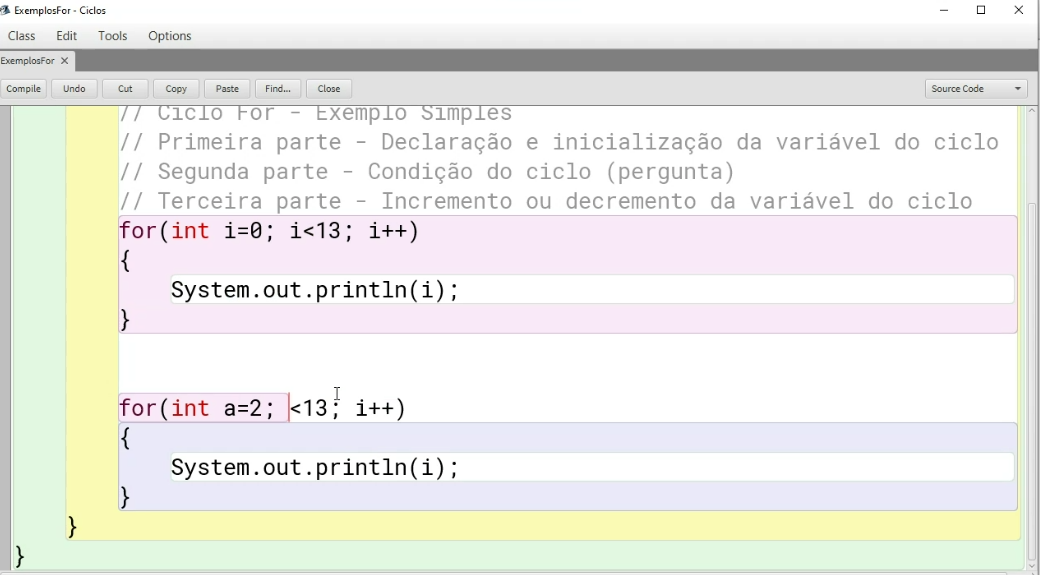 ExemplosFor - Ciclos
Class Edit Tools Options
ExemplosFor
Compile Undo Cut Copy Paste Find... Close Source Code
// Ciclo For - Exemplo Simples
// Primeira parte - Declaração e inicialização da variável do ciclo
// Segunda parte - Condição do ciclo (pergunta)
// Terceira parte - Incremento ou decremento da variável do ciclo
for(int i=0; i<13; i++)
{
System.out.println(i);
}
for(int a=2; <13; i++)
{
System.out.println(i);
}
}
}